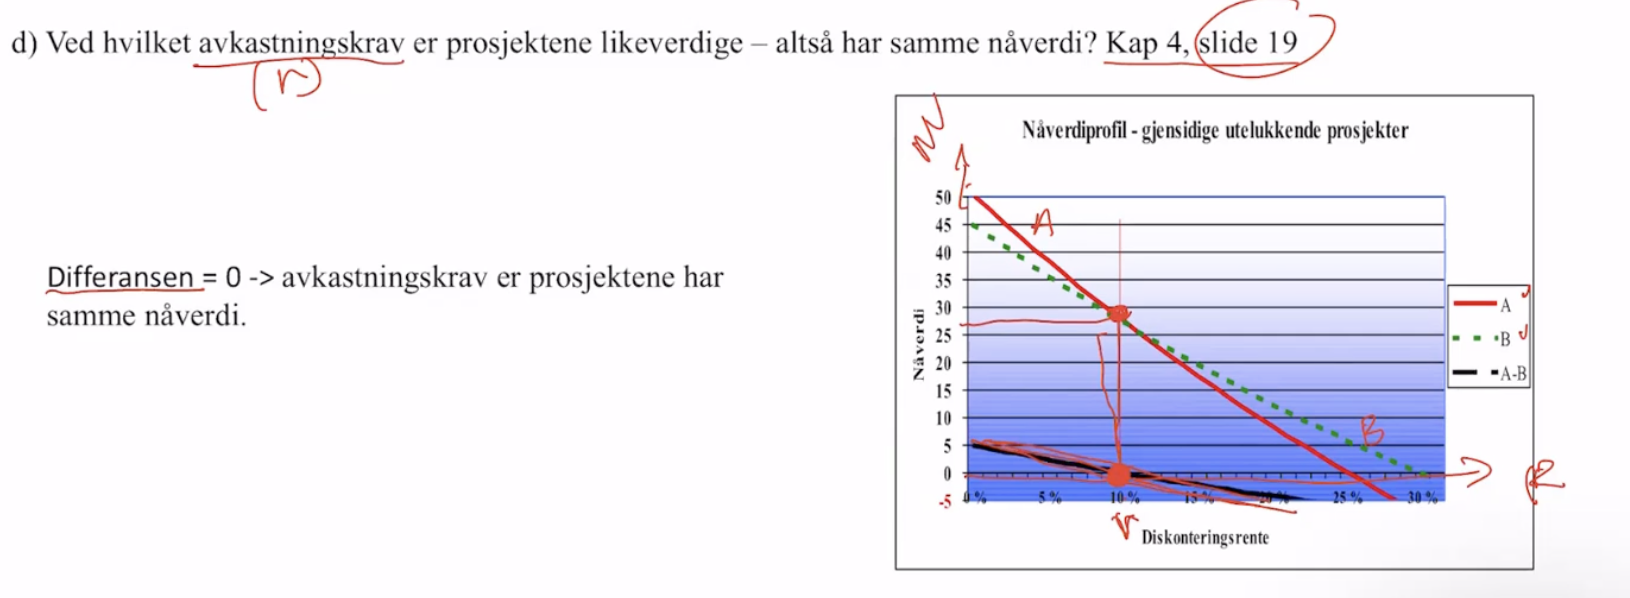 d) Ved hvilket avkastningskrav er prosjektene likeverdige – altså har samme nåverdi? Kap 4, slide 19
(r)
Differansen = 0 -> avkastningskrav er prosjektene har
samme nåverdi.
NV
Nåverdiprofil - gjensidige utelukkende prosjekter
50
45
40
35
30
25
20
15
10
5
0
-5
Nåverdi
A
B
0 %
5 %
10 %
15 %
20 %
25 %
30 %
r
Diskonteringsrente
A
B
A-B
R